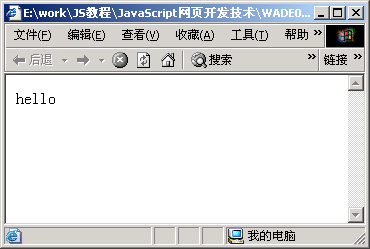 E:\work\JS教程\JavaScript网页开发技术\WADE0...
文件(F) 编辑(E) 查看(V) 收藏(A) 工具(T) 帮助 »
后退 » 搜索 » 链接 »
hello
我的电脑